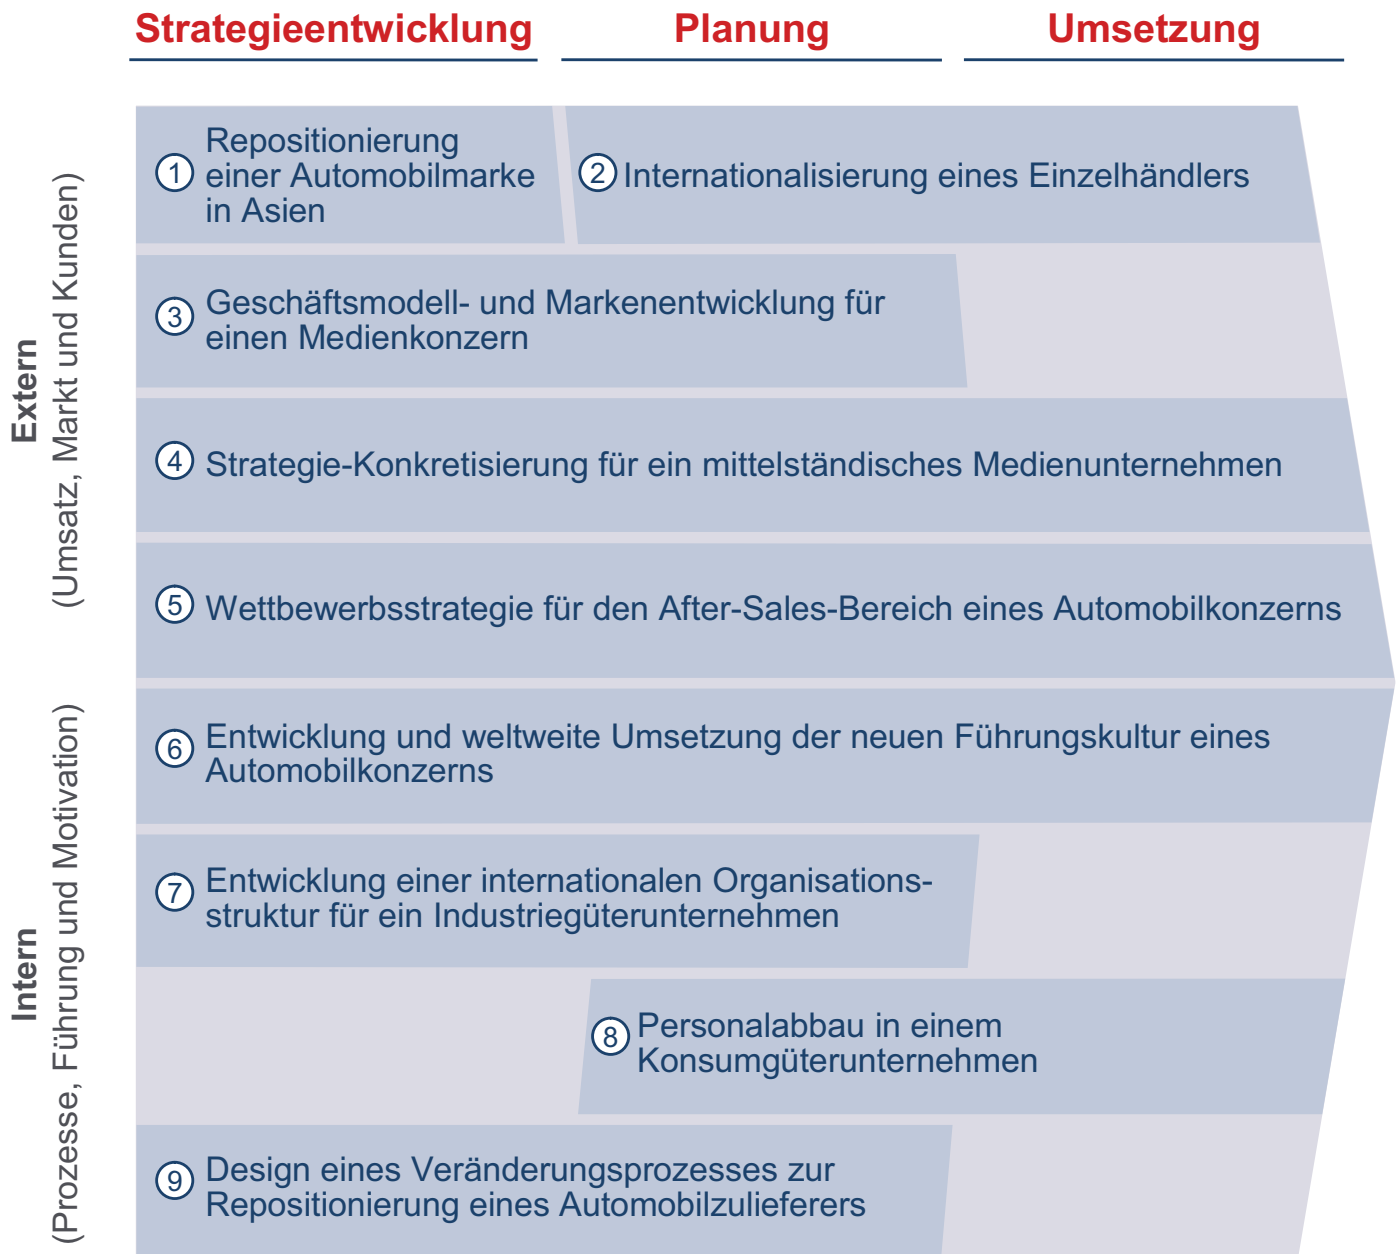 Strategieentwicklung
Planung
Umsetzung
Extern
(Umsatz, Markt und Kunden)
1
Repositionierung
einer Automobilmarke
in Asien
2
Internationalisierung eines Einzelhändlers
3
Geschäftsmodell- und Markenentwicklung für
einen Medienkonzern
4
Strategie-Konkretisierung für ein mittelständisches Medienunternehmen
5
Wettbewerbsstrategie für den After-Sales-Bereich eines Automobilkonzerns
Intern
(Prozesse, Führung und Motivation)
6
Entwicklung und weltweite Umsetzung der neuen Führungskultur eines
Automobilkonzerns
7
Entwicklung einer internationalen Organisations-
struktur für ein Industriegüterunternehmen
8
Personalabbau in einem
Konsumgüterunternehmen
9
Design eines Veränderungsprozesses zur
Repositionierung eines Automobilzulieferers